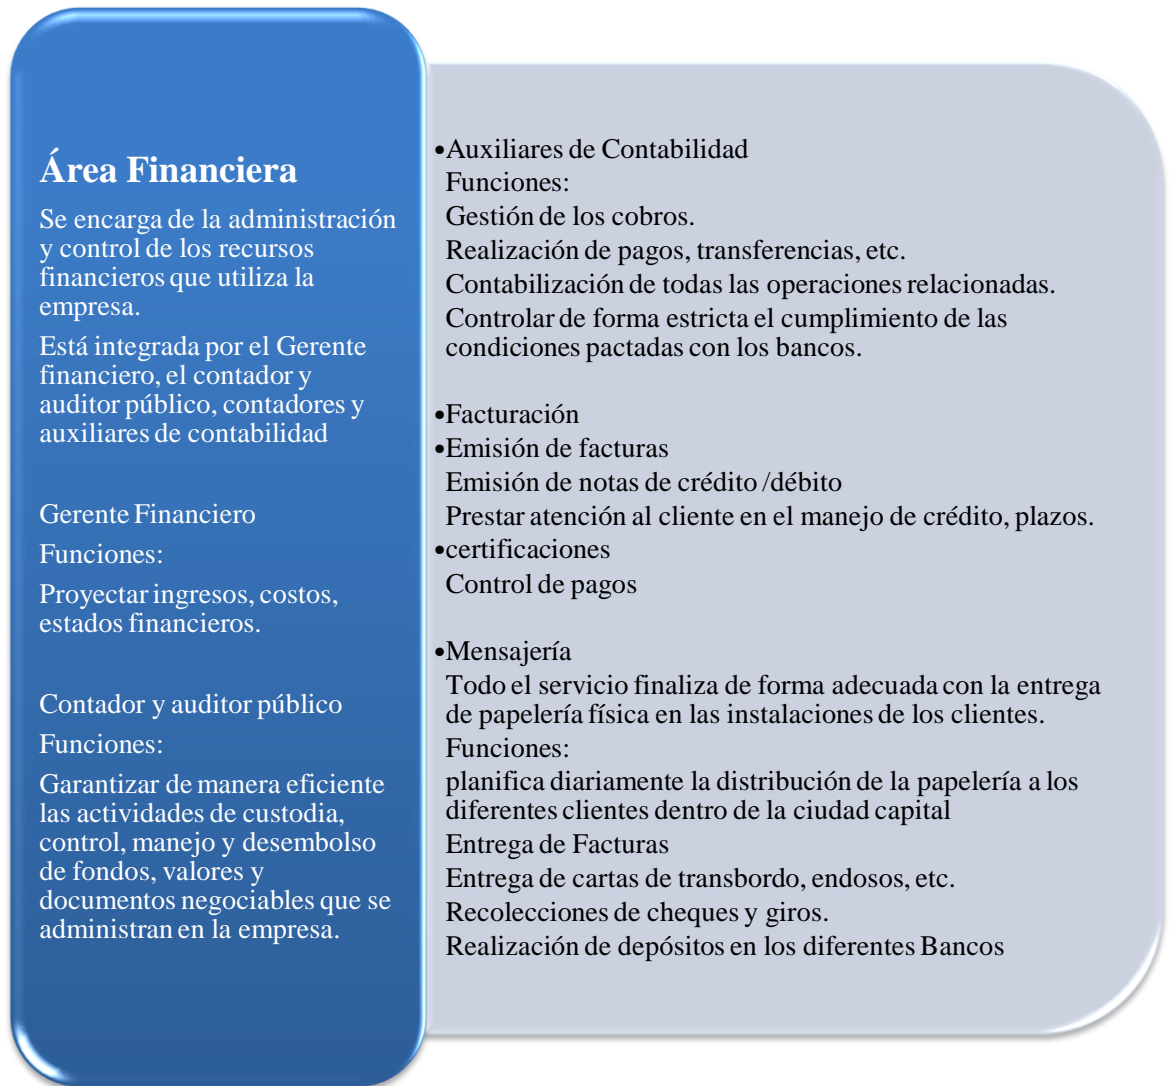 Área Financiera
Se encarga de la administración
y control de los recursos
financieros que utiliza la
empresa.
Está integrada por el Gerente
financiero, el contador y
auditor público, contadores y
auxiliares de contabilidad
Gerente Financiero
Funciones:
Proyectar ingresos, costos,
estados financieros.
Contador y auditor público
Funciones:
Garantizar de manera eficiente
las actividades de custodia,
control, manejo y desembolso
de fondos, valores y
documentos negociables que se
administran en la empresa.
•Auxiliares de Contabilidad
Funciones:
Gestión de los cobros.
Realización de pagos, transferencias, etc.
Contabilización de todas las operaciones relacionadas.
Controlar de forma estricta el cumplimiento de las
condiciones pactadas con los bancos.
•Facturación
•Emisión de facturas
Emisión de notas de crédito /débito
Prestar atención al cliente en el manejo de crédito, plazos.
•certificaciones
Control de pagos
•Mensajería
Todo el servicio finaliza de forma adecuada con la entrega
de papelería física en las instalaciones de los clientes.
Funciones:
planifica diariamente la distribución de la papelería a los
diferentes clientes dentro de la ciudad capital
Entrega de Facturas
Entrega de cartas de transbordo, endosos, etc.
Recolecciones de cheques y giros.
Realización de depósitos en los diferentes Bancos